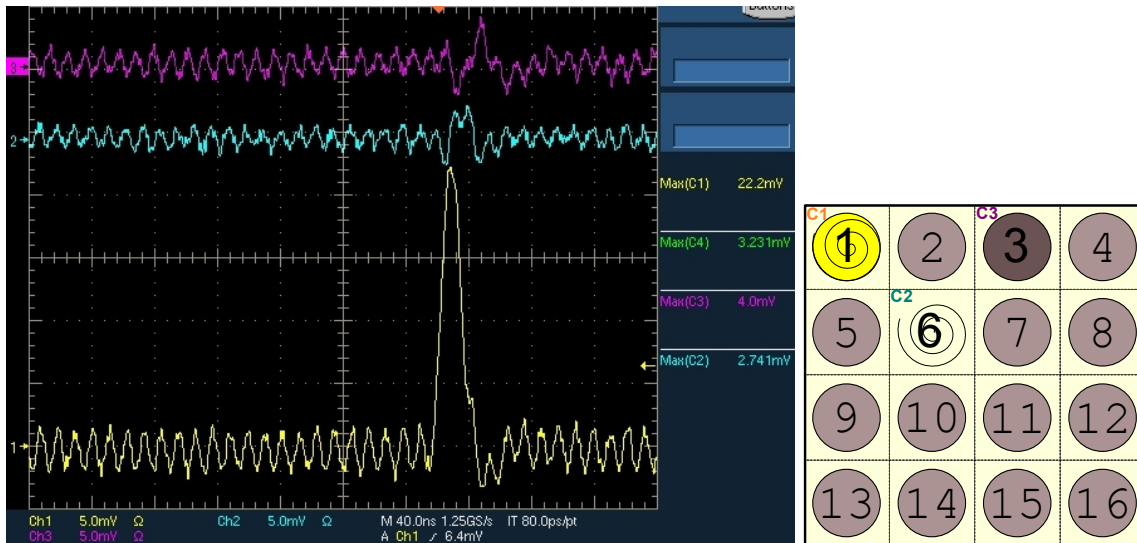 Buttons
3
2
Max(C1) 22.2mV
Max(C4) 3.231mV
Max(C3) 4.0mV
Max(C2) 2.741mV
1
Ch1 5.0mV Ω Ch2 5.0mV Ω M 40.0ns 1.25GS/s IT 80.0ps/pt
Ch3 5.0mV Ω A Ch1 / 6.4mV
C1 C3
1 2 3 4
C2
5 6 7 8
9 10 11 12
13 14 15 16